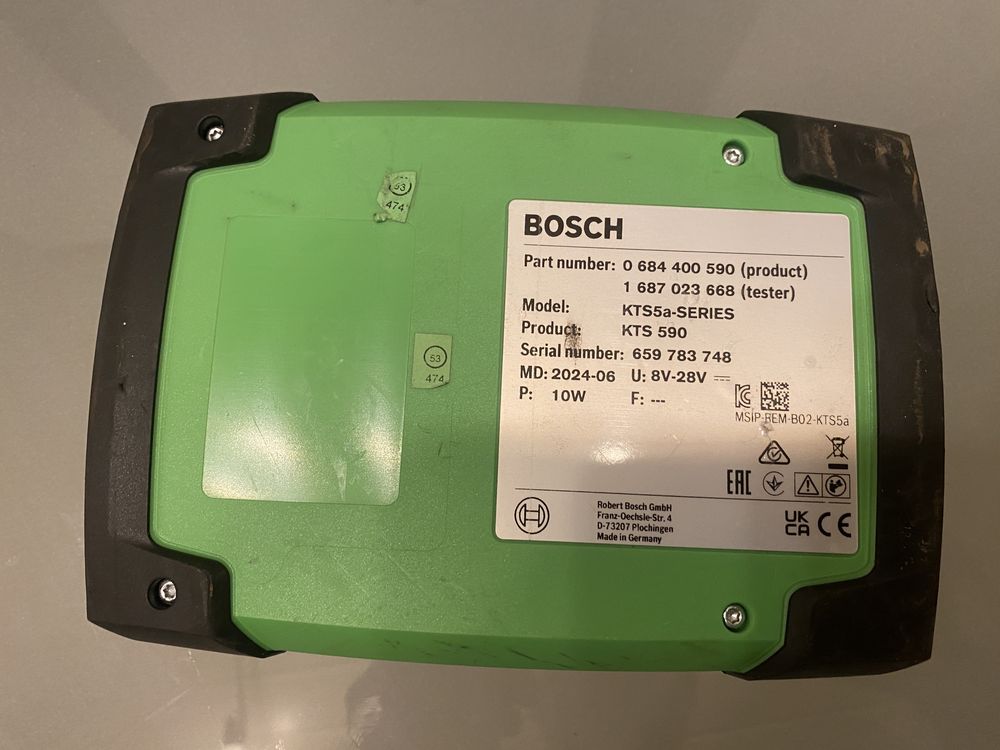 53
474
53
474
BOSCH
Part number: 0 684 400 590 (product)
1 687 023 668 (tester)
Model: KTS5a-SERIES
Product: KTS 590
Serial number: 659 783 748
MD: 2024-06 U: 8V-28V
P: 10W F: ---
MSIP-REM-B02-KTS5a
EAC
Robert Bosch GmbH
Franz-Oechsle-Str. 4
D-73207 Plochingen
Made in Germany
UK
CA CE